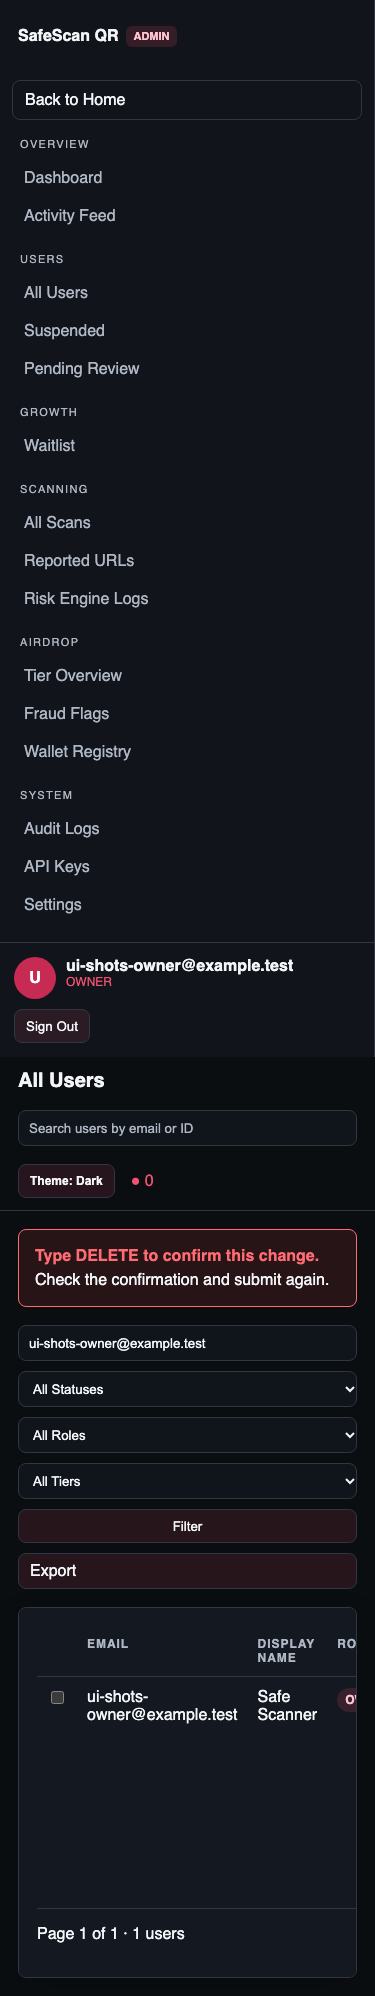 SafeScan QR ADMIN
Back to Home
OVERVIEW
Dashboard
Activity Feed
USERS
All Users
Suspended
Pending Review
GROWTH
Waitlist
SCANNING
All Scans
Reported URLs
Risk Engine Logs
AIRDROP
Tier Overview
Fraud Flags
Wallet Registry
SYSTEM
Audit Logs
API Keys
Settings
U
ui-shots-owner@example.test
OWNER
Sign Out
All Users
Search users by email or ID
Theme: Dark
0
Type DELETE to confirm this change.
Check the confirmation and submit again.
ui-shots-owner@example.test
All Statuses
All Roles
All Tiers
Filter
Export
EMAIL DISPLAY RO
NAME
ui-shots- Safe
owner@example.test Scanner
Page 1 of 1 · 1 users